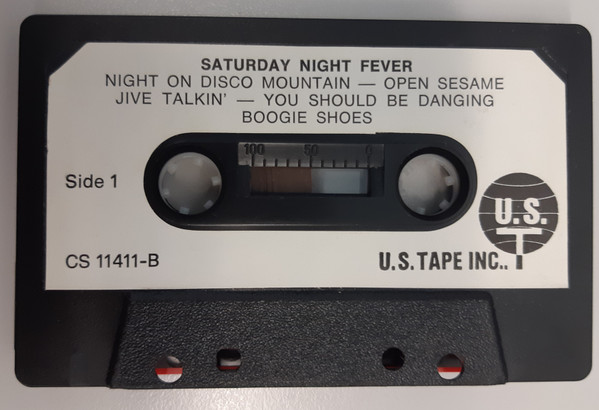 SATURDAY NIGHT FEVER
NIGHT ON DISCO MOUNTAIN — OPEN SESAME
JIVE TALKIN' — YOU SHOULD BE DANGING
BOOGIE SHOES
100 50 0
Side 1
U.S.
T
CS 11411-B
U.S. TAPE INC..